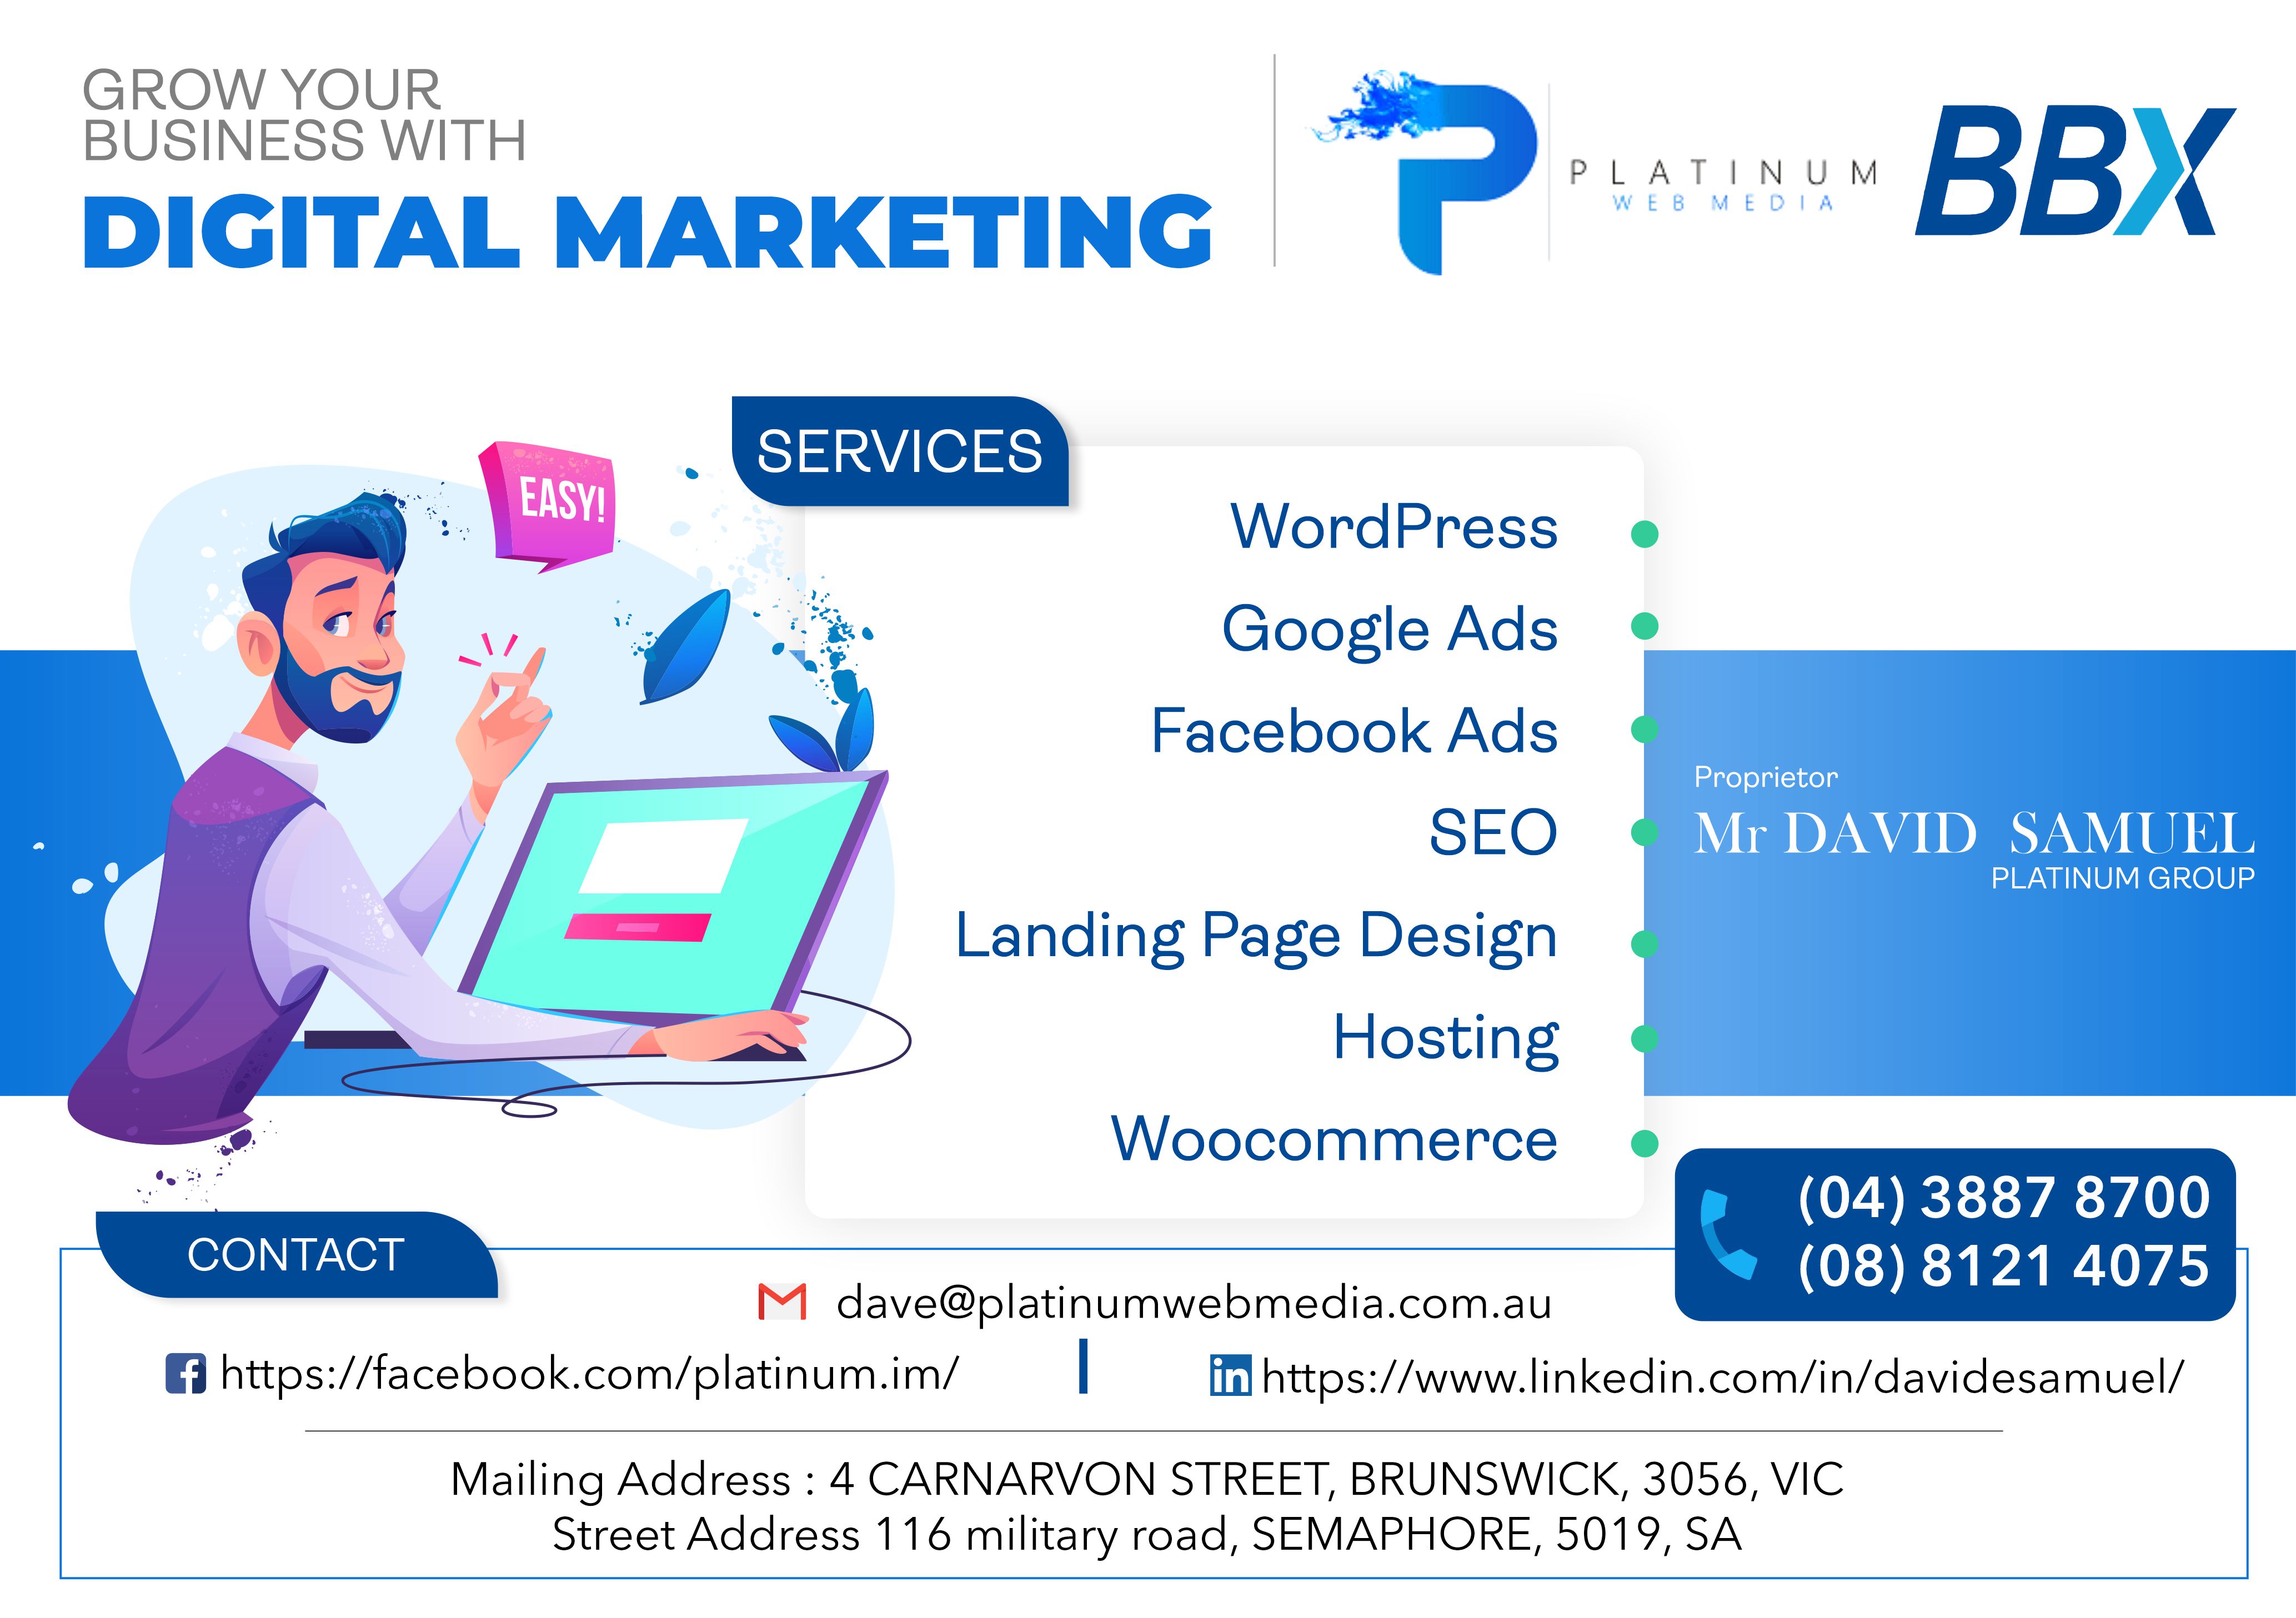 GROW YOUR
BUSINESS WITH
DIGITAL MARKETING
P
PLATINUM
WEB MEDIA
BBX
SERVICES
EASY!
WordPress
Google Ads
Facebook Ads
SEO
Landing Page Design
Hosting
Woocommerce
Proprietor
Mr DAVID SAMUEL
PLATINUM GROUP
(04) 3887 8700
(08) 8121 4075
CONTACT
dave@platinumwebmedia.com.au
https://facebook.com/platinum.im/
https://www.linkedin.com/in/davidesamuel/
Mailing Address : 4 CARNARVON STREET, BRUNSWICK, 3056, VIC
Street Address 116 military road, SEMAPHORE, 5019, SA